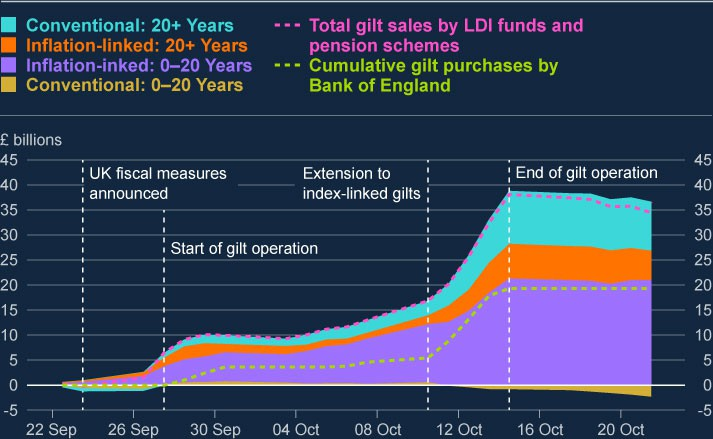 Conventional: 20+ Years
Inflation-linked: 20+ Years
Inflation-inked: 0–20 Years
Conventional: 0–20 Years
Total gilt sales by LDI funds and
pension schemes
Cumulative gilt purchases by
Bank of England
£ billions
45
40
35
30
25
20
15
10
5
0
-5
UK fiscal measures
announced
Start of gilt operation
Extension to
index-linked gilts
End of gilt operation
45
40
35
30
25
20
15
10
5
0
-5
22 Sep
26 Sep
30 Sep
04 Oct
08 Oct
12 Oct
16 Oct
20 Oct